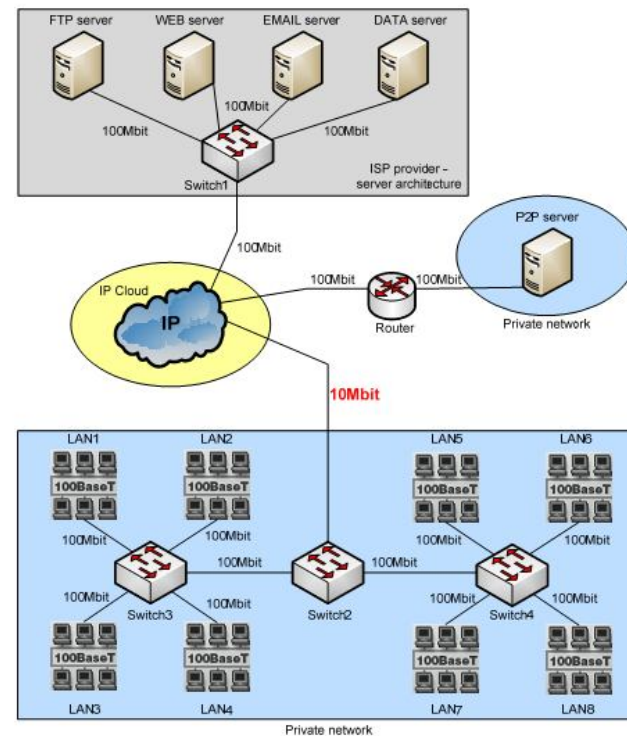 FTP server
WEB server
EMAIL server
DATA server
100Mbit
100Mbit
100Mbit
100Mbit
Switch1
ISP provider -
server architecture
100Mbit
IP Cloud
IP
100Mbit
Router
100Mbit
P2P server
Private network
10Mbit
LAN1
LAN2
LAN5
LAN6
100BaseT
100BaseT
100BaseT
100BaseT
100Mbit
100Mbit
100Mbit
100Mbit
100Mbit
100Mbit
Switch3
Switch2
Switch4
100Mbit
100Mbit
100Mbit
100Mbit
100BaseT
100BaseT
100BaseT
100BaseT
LAN3
LAN4
LAN7
LAN8
Private network